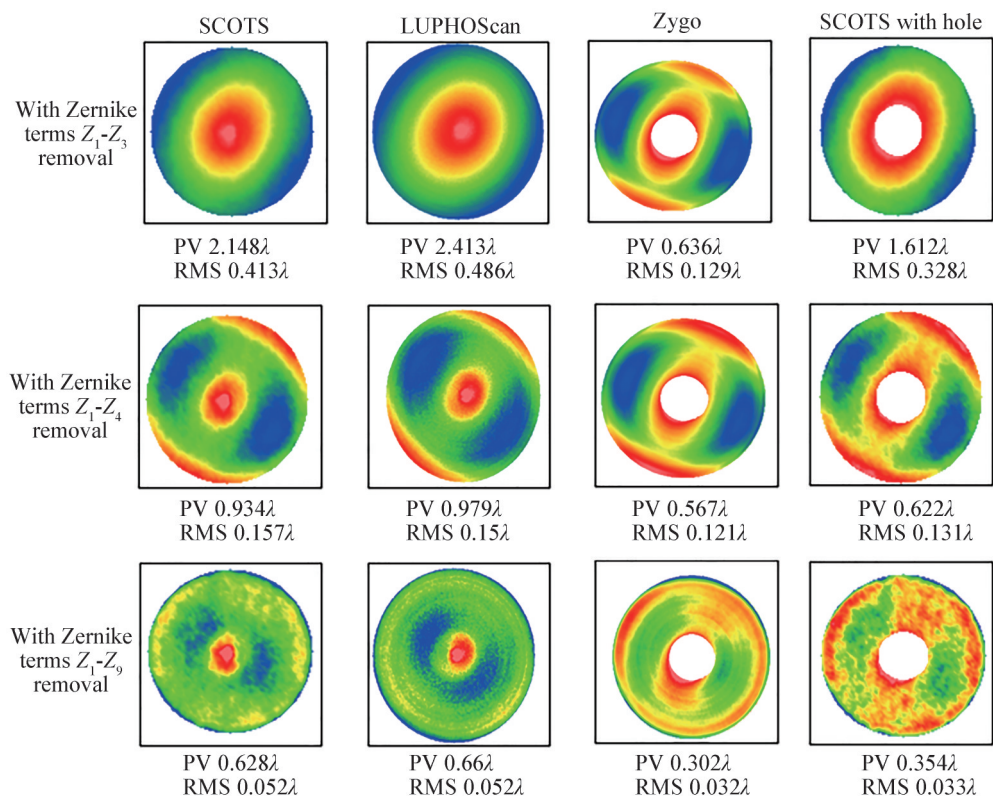 SCOTS
LUPHOScan
Zygo
SCOTS with hole
With Zernike
terms Z₁-Z₃
removal
PV 2.148λ
RMS 0.413λ
PV 2.413λ
RMS 0.486λ
PV 0.636λ
RMS 0.129λ
PV 1.612λ
RMS 0.328λ
With Zernike
terms Z₁-Z₄
removal
PV 0.934λ
RMS 0.157λ
PV 0.979λ
RMS 0.15λ
PV 0.567λ
RMS 0.121λ
PV 0.622λ
RMS 0.131λ
With Zernike
terms Z₁-Z₉
removal
PV 0.628λ
RMS 0.052λ
PV 0.66λ
RMS 0.052λ
PV 0.302λ
RMS 0.032λ
PV 0.354λ
RMS 0.033λ